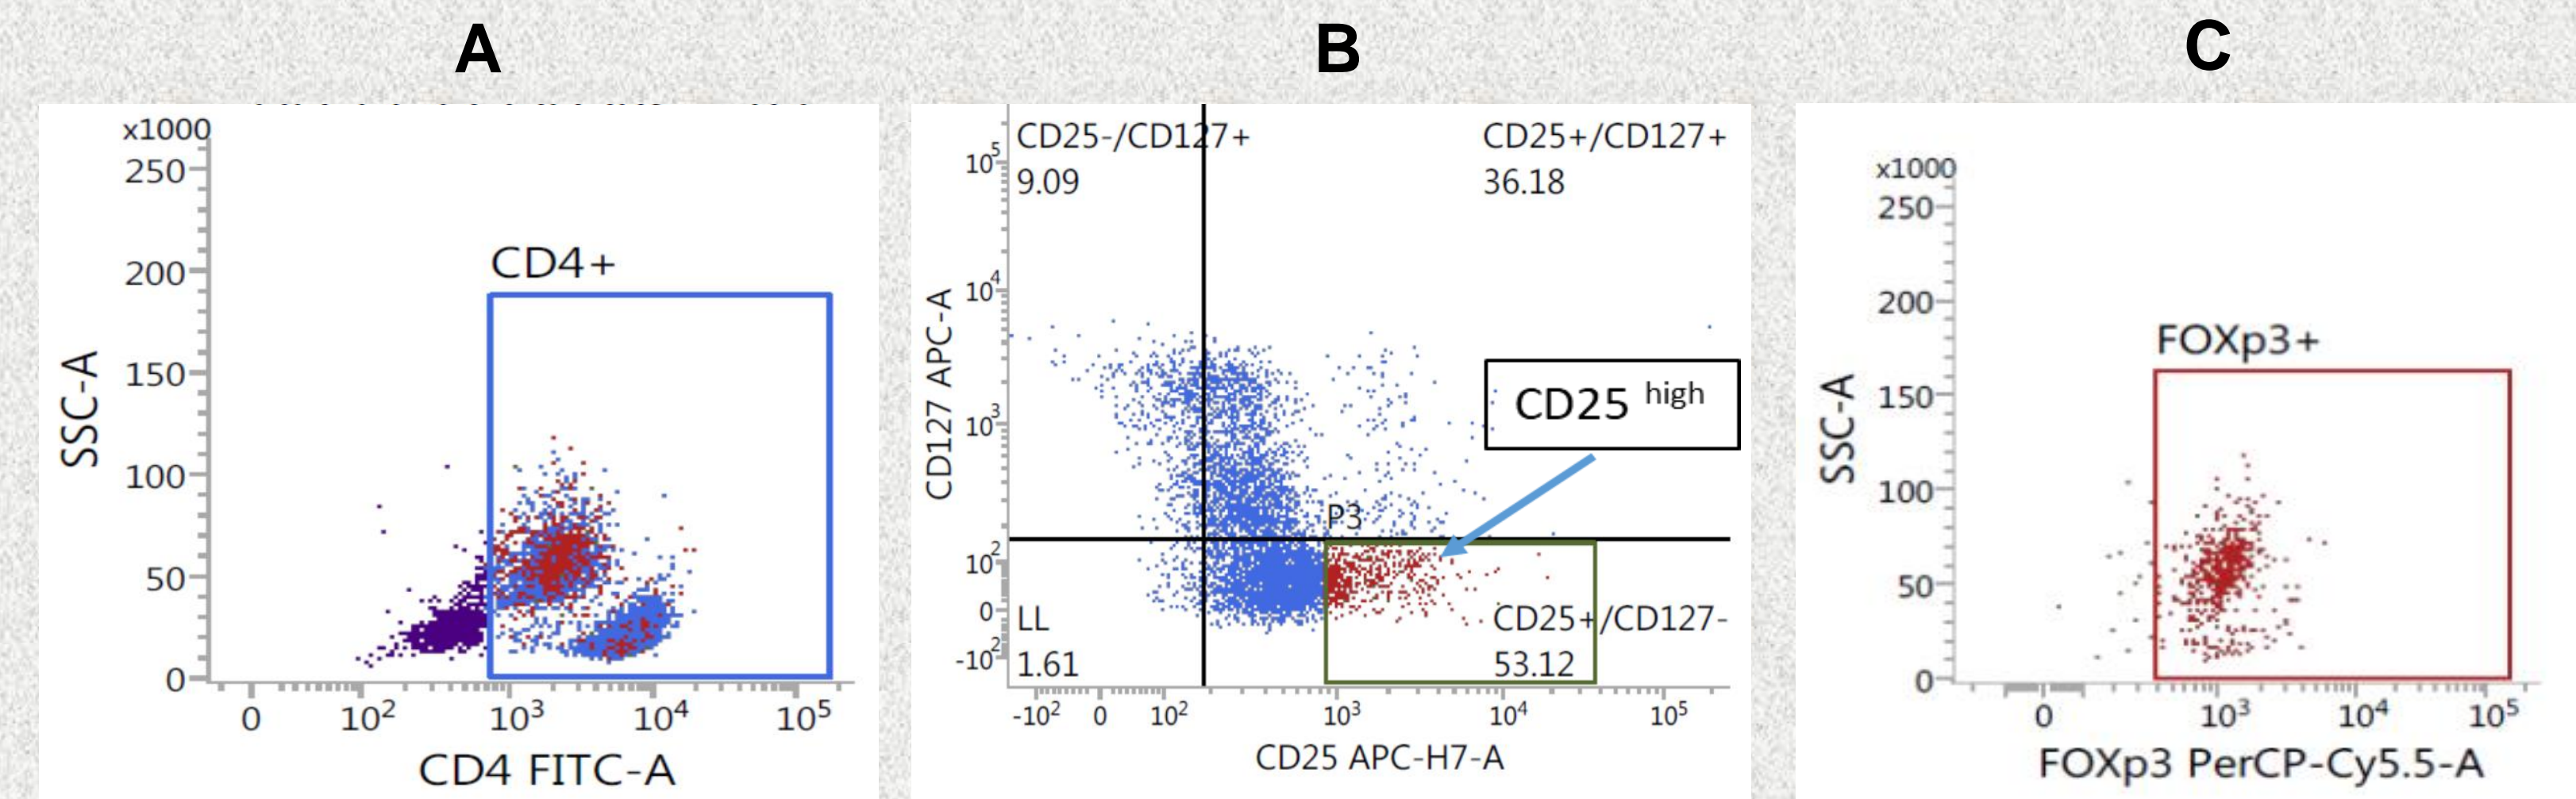 A
B
C
x1000
250
200
150
100
50
0
SSC-A
CD4+
0
10²
10³
10⁴
10⁵
CD4 FITC-A
CD25-/CD127+
9.09
CD25+/CD127+
36.18
10⁵
10⁴
10³
10²
0
-10²
CD127 APC-A
CD25 high
P3
LL
1.61
CD25+/CD127-
53.12
-10²
0
10²
10³
10⁴
10⁵
CD25 APC-H7-A
x1000
250
200
150
100
50
0
SSC-A
FOXp3+
0
10³
10⁴
10⁵
FOXp3 PerCP-Cy5.5-A